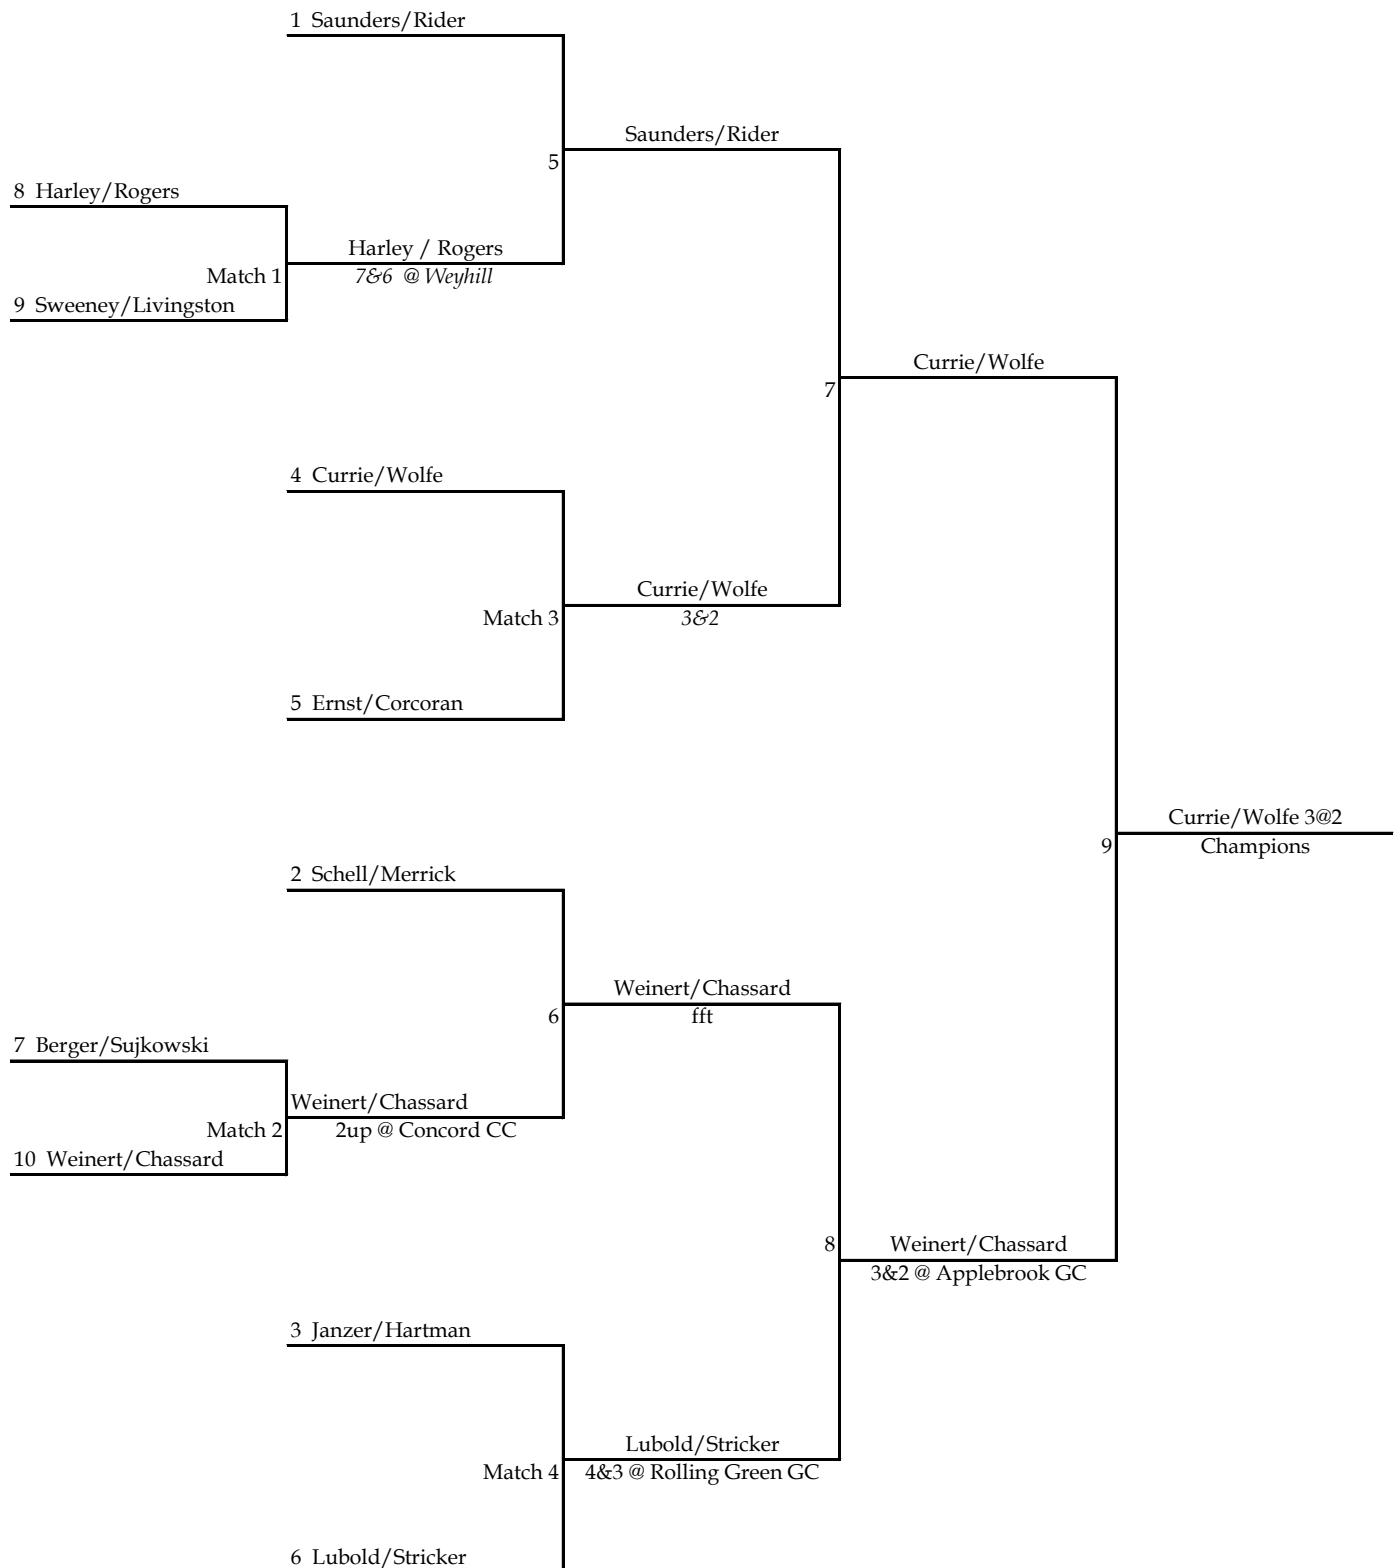 1 Saunders/Rider
Saunders/Rider
5
8 Harley/Rogers
Harley / Rogers
Match 1
7&6 @ Weyhill
9 Sweeney/Livingston
Currie/Wolfe
7
4 Currie/Wolfe
Currie/Wolfe
Match 3
3&2
5 Ernst/Corcoran
Currie/Wolfe 3@2
9
Champions
2 Schell/Merrick
Weinert/Chassard
6
fft
7 Berger/Sujkowski
Weinert/Chassard
Match 2
2up @ Concord CC
10 Weinert/Chassard
8
Weinert/Chassard
3&2 @ Applebrook GC
3 Janzer/Hartman
Lubold/Stricker
Match 4
4&3 @ Rolling Green GC
6 Lubold/Stricker